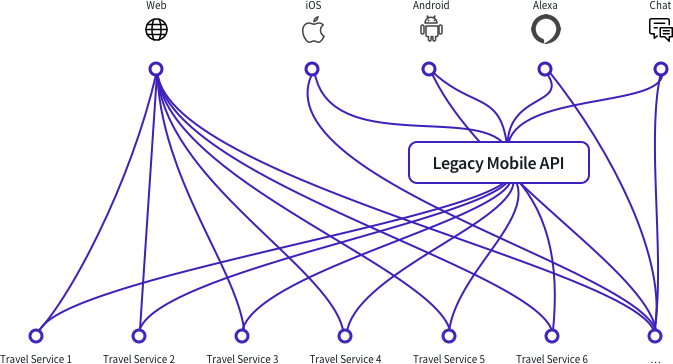 Web iOS Android Alexa Chat
Legacy Mobile API
Travel Service 1 Travel Service 2 Travel Service 3 Travel Service 4 Travel Service 5 Travel Service 6 ...